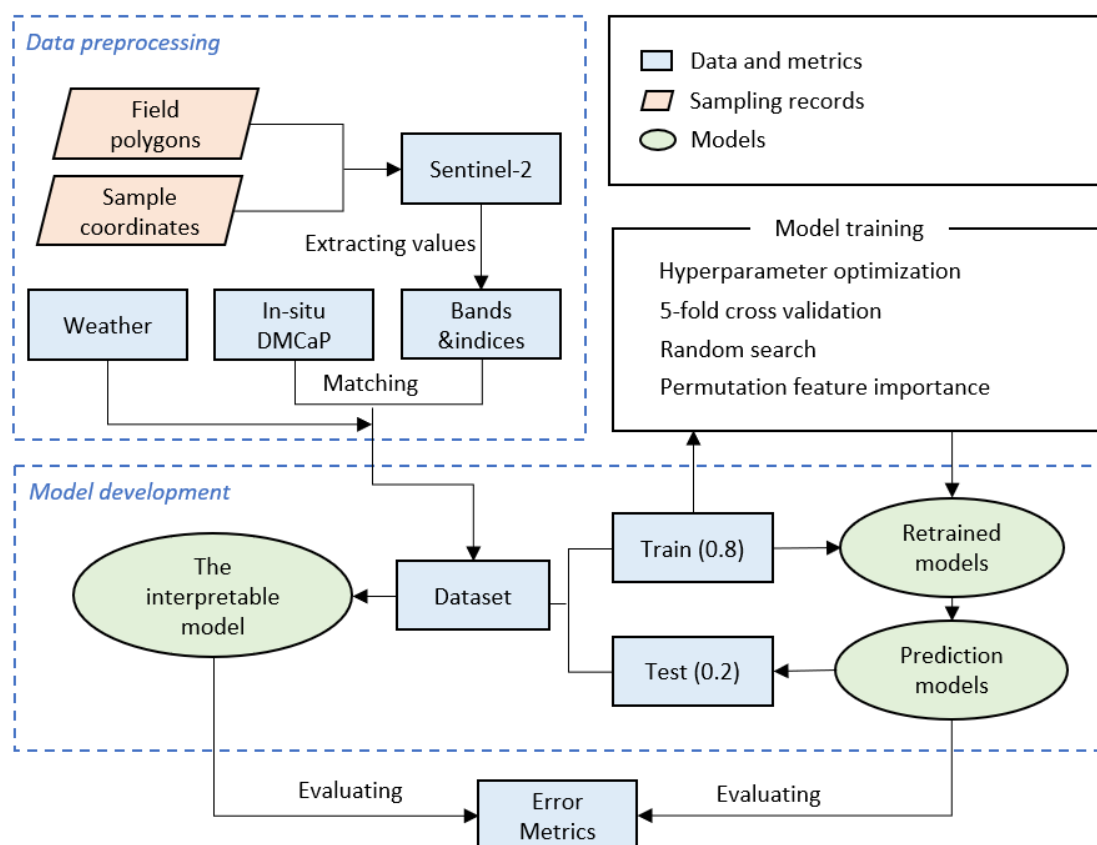 Data preprocessing
Field
polygons
Sample
coordinates
Sentinel-2
Extracting values
Weather
In-situ
DMCaP
Bands
&indices
Matching
Data and metrics
Sampling records
Models
Model training
Hyperparameter optimization
5-fold cross validation
Random search
Permutation feature importance
Model development
The
interpretable
model
Dataset
Train (0.8)
Test (0.2)
Retrained
models
Prediction
models
Evaluating
Error
Metrics
Evaluating